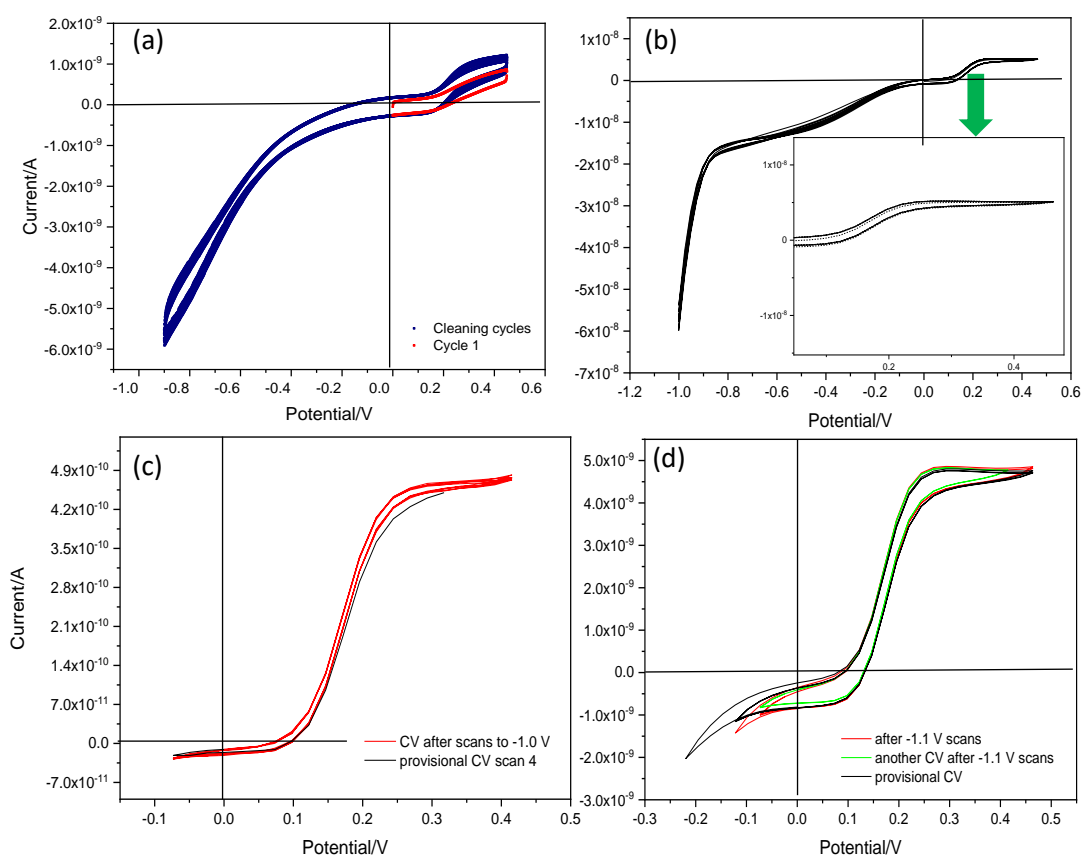 (a)
2.0x10⁻⁹
1.0x10⁻⁹
0.0
-1.0x10⁻⁹
-2.0x10⁻⁹
-3.0x10⁻⁹
-4.0x10⁻⁹
-5.0x10⁻⁹
-6.0x10⁻⁹
Current/A
Cleaning cycles
Cycle 1
-1.0 -0.8 -0.6 -0.4 -0.2 0.0 0.2 0.4 0.6
Potential/V
(b)
1x10⁻⁸
0
-1x10⁻⁸
-2x10⁻⁸
-3x10⁻⁸
-4x10⁻⁸
-5x10⁻⁸
-6x10⁻⁸
-7x10⁻⁸
1x10⁻⁸
0
-1x10⁻⁸
0.2 0.4
-1.2 -1.0 -0.8 -0.6 -0.4 -0.2 0.0 0.2 0.4 0.6
Potential/V
(c)
4.9x10⁻¹⁰
4.2x10⁻¹⁰
3.5x10⁻¹⁰
2.8x10⁻¹⁰
2.1x10⁻¹⁰
1.4x10⁻¹⁰
7.0x10⁻¹¹
0.0
-7.0x10⁻¹¹
Current/A
CV after scans to -1.0 V
provisional CV scan 4
-0.1 0.0 0.1 0.2 0.3 0.4 0.5
Potential/V
(d)
5.0x10⁻⁹
4.0x10⁻⁹
3.0x10⁻⁹
2.0x10⁻⁹
1.0x10⁻⁹
0.0
-1.0x10⁻⁹
-2.0x10⁻⁹
-3.0x10⁻⁹
after -1.1 V scans
another CV after -1.1 V scans
provisional CV
-0.3 -0.2 -0.1 0.0 0.1 0.2 0.3 0.4 0.5
Potential/V